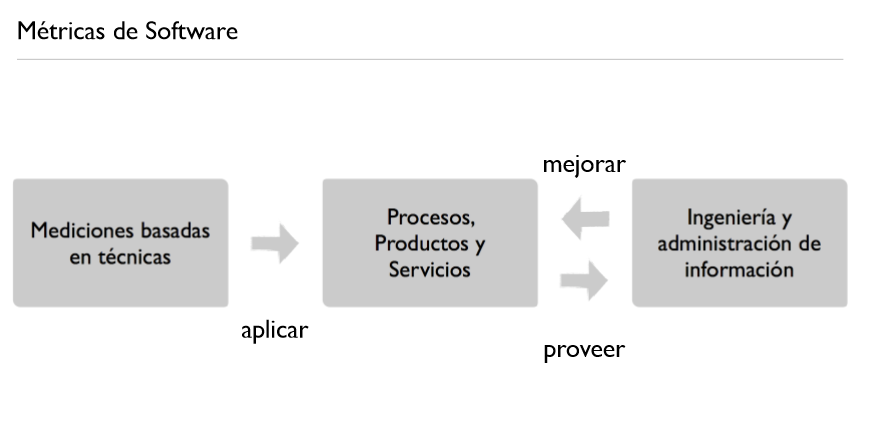 Métricas de Software
mejorar
Mediciones basadas
en técnicas
Procesos,
Productos y
Servicios
Ingeniería y
administración de
información
aplicar
proveer